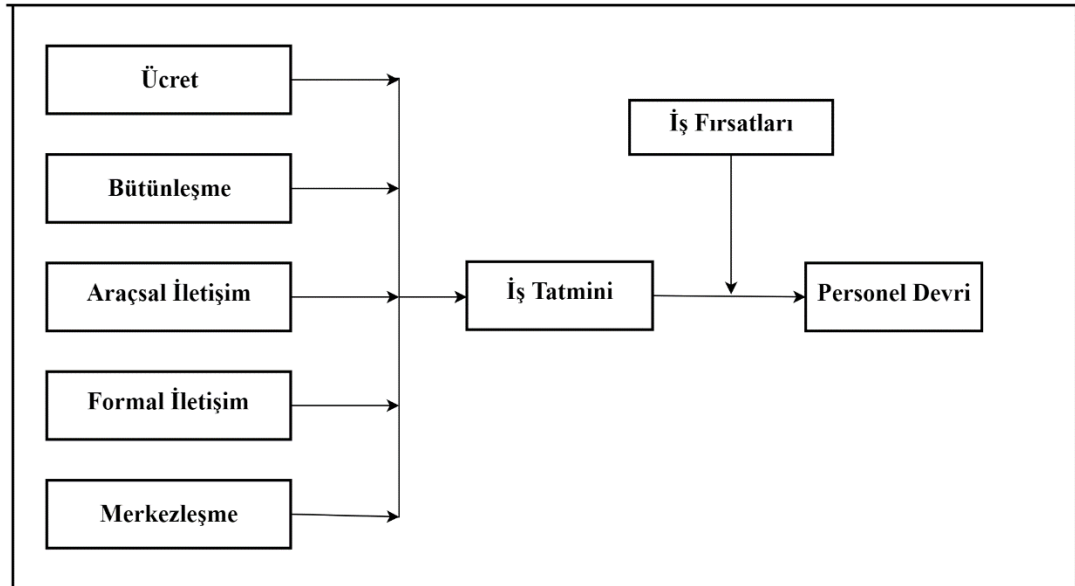 Ücret
İş Fırsatları
Bütünleşme
Araçsal İletişim
İş Tatmini
Personel Devri
Formal İletişim
Merkezleşme